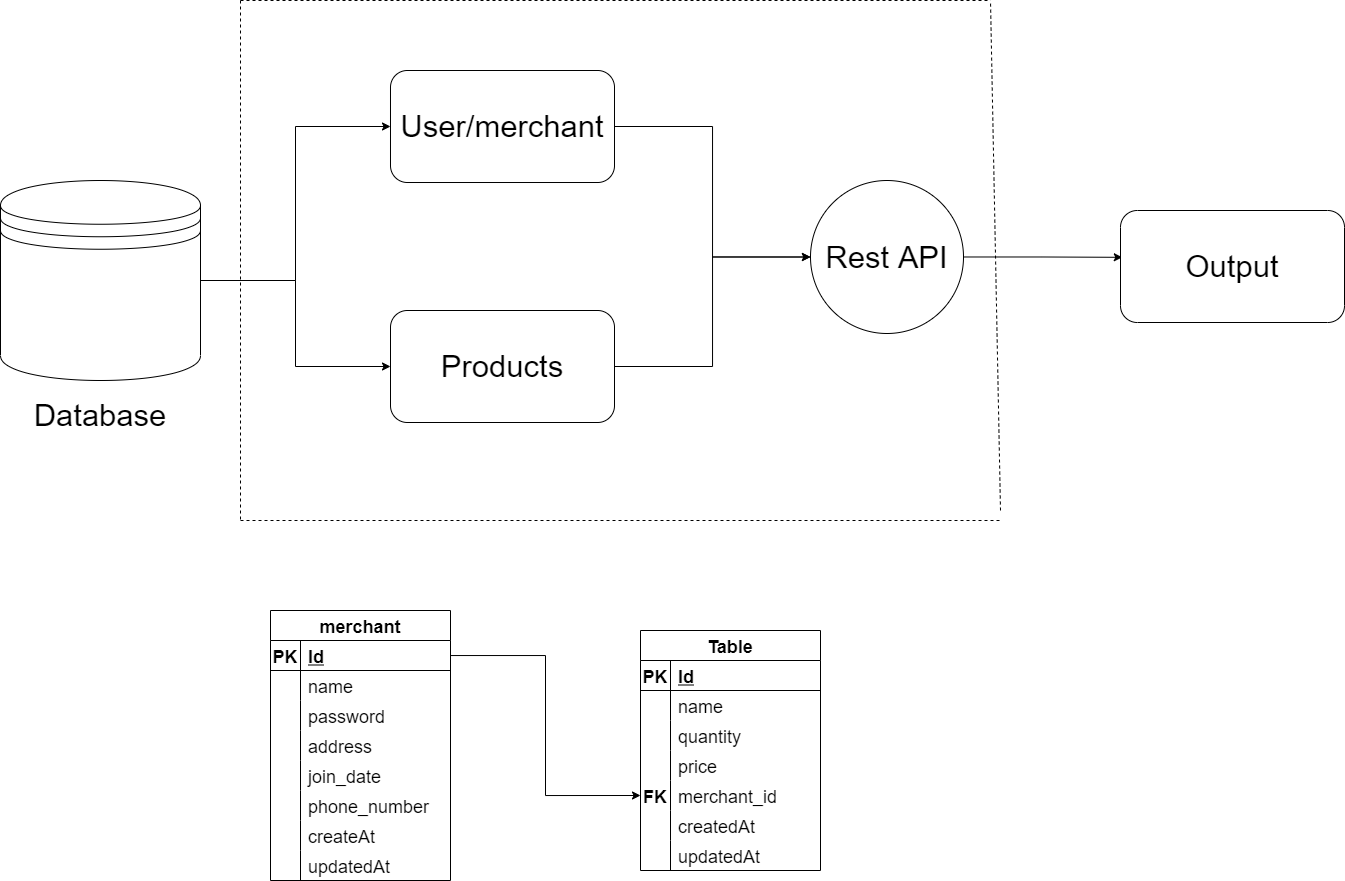 User/merchant
Database
Products
Rest API
Output
merchant
PK Id
name
password
address
join_date
phone_number
createAt
updatedAt
Table
PK Id
name
quantity
price
FK merchant_id
createdAt
updatedAt